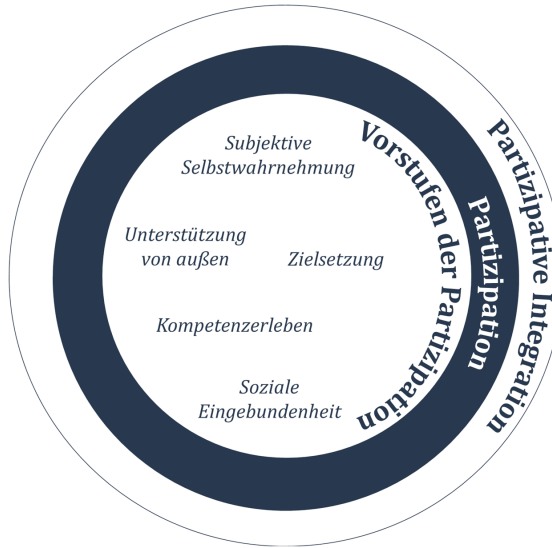 Subjektive
Selbstwahrnehmung
Unterstützung
von außen
Zielsetzung
Kompetenzerleben
Soziale
Eingebundenheit
Vorstufen der Partizipation
Partizipation
Partizipative Integration